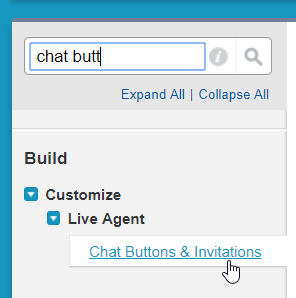 chat butt
Expand All | Collapse All
Build
Customize
Live Agent
Chat Buttons & Invitations